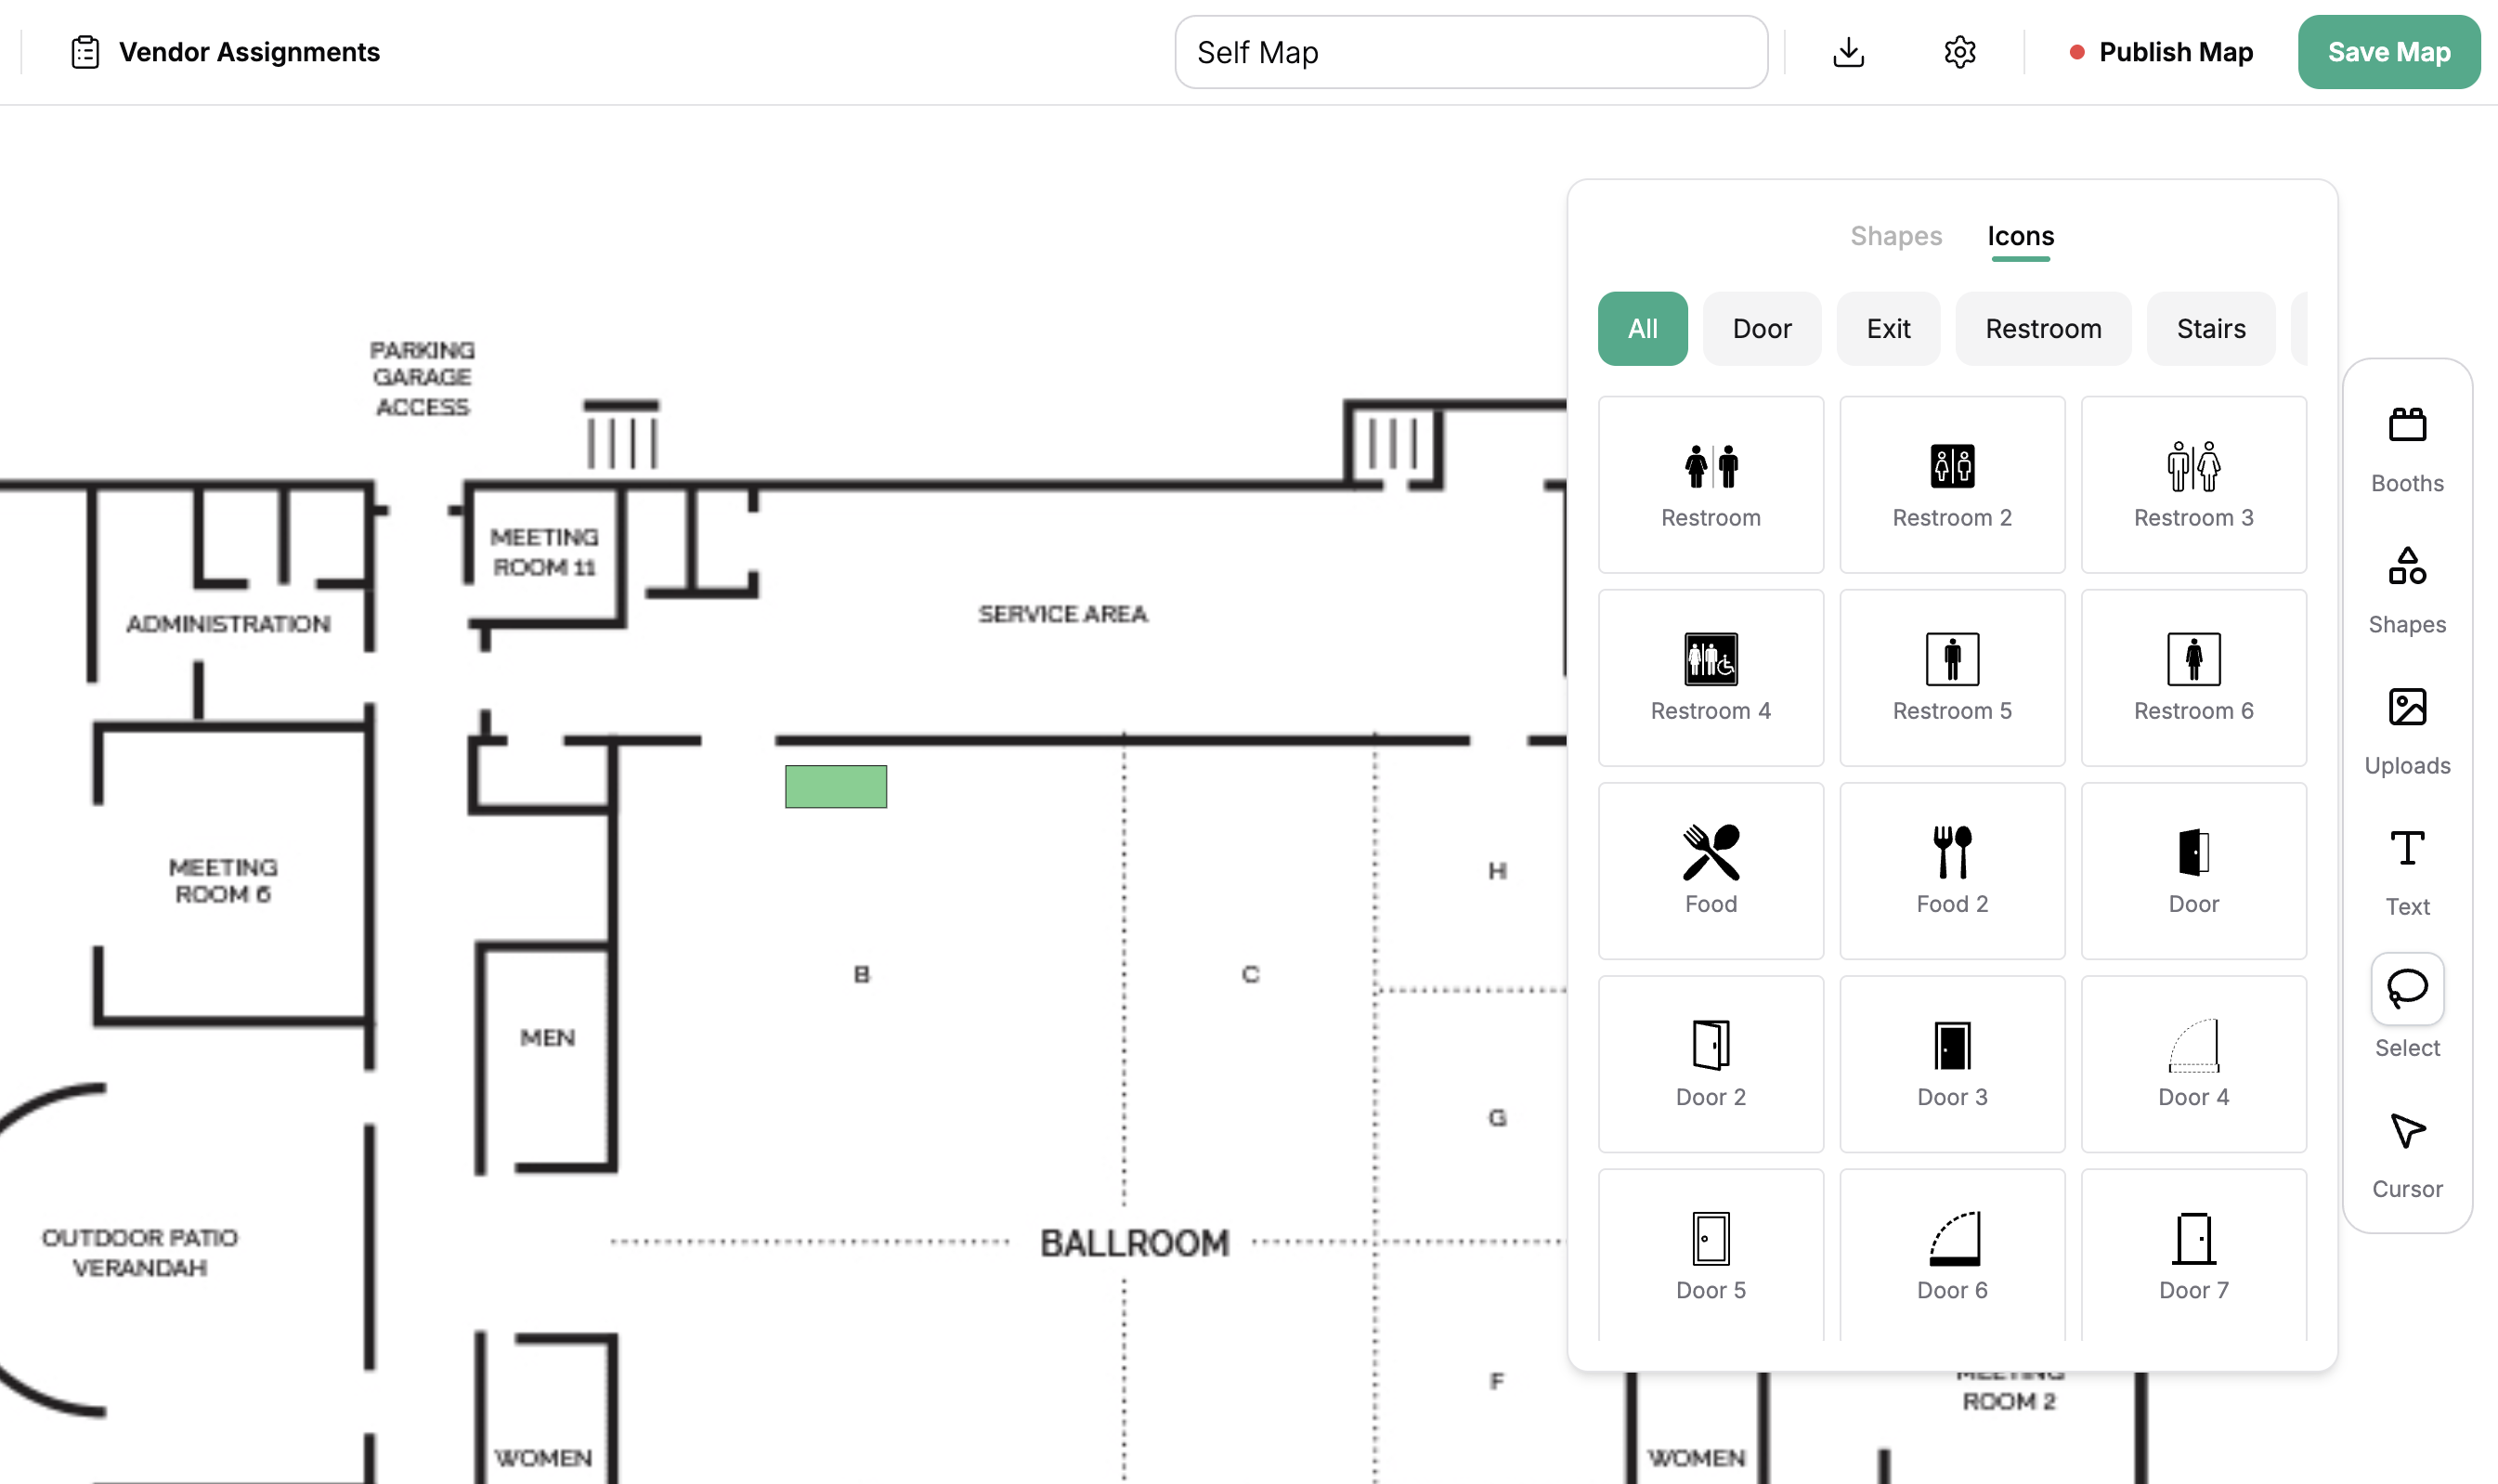 Vendor Assignments
Self Map
Publish Map
Save Map
Shapes
Icons
All
Door
Exit
Restroom
Stairs
Restroom
Restroom 2
Restroom 3
Restroom 4
Restroom 5
Restroom 6
Food
Food 2
Door
Door 2
Door 3
Door 4
Door 5
Door 6
Door 7
Booths
Shapes
Uploads
Text
Select
Cursor
PARKING
GARAGE
ACCESS
MEETING
ROOM 11
ADMINISTRATION
SERVICE AREA
MEETING
ROOM 6
H
B
C
MEN
G
OUTDOOR PATIO
VERANDAH
BALLROOM
F
MEETING
ROOM 2
WOMEN
WOMEN